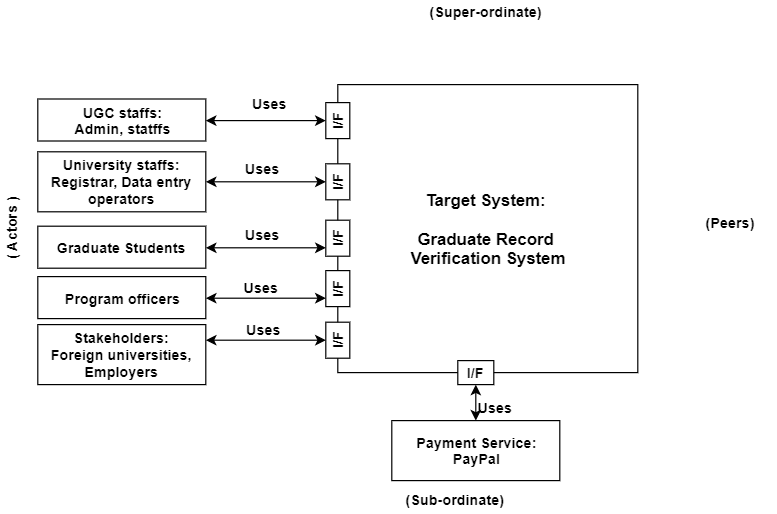 (Super-ordinate)
UGC staffs:
Admin, statffs
Uses
I/F
University staffs:
Registrar, Data entry
operators
Uses
I/F
Graduate Students
Uses
I/F
Program officers
Uses
I/F
Stakeholders:
Foreign universities,
Employers
Uses
I/F
( Actors )
Target System:
Graduate Record
Verification System
(Peers)
I/F
Uses
Payment Service:
PayPal
(Sub-ordinate)